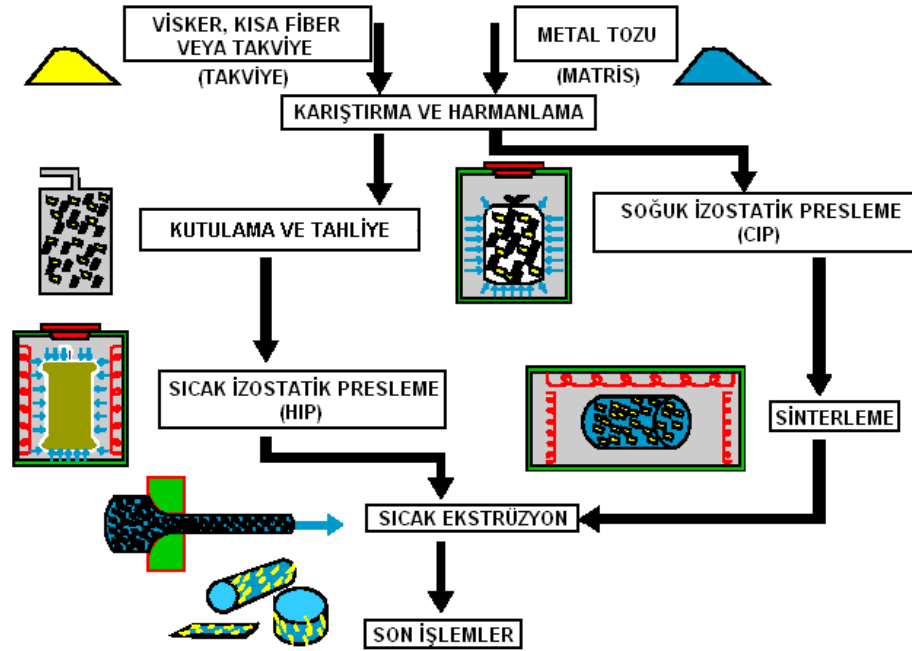 VİSKER, KISA FİBER
VEYA TAKVİYE
(TAKVİYE)
METAL TOZU
(MATRİS)
KARIŞTIRMA VE HARMANLAMA
KUTULAMA VE TAHLİYE
SOĞUK İZOSTATİK PRESLEME
(CIP)
SICAK İZOSTATİK PRESLEME
(HIP)
SİNTERLEME
SICAK EKSTRÜZYON
SON İŞLEMLER